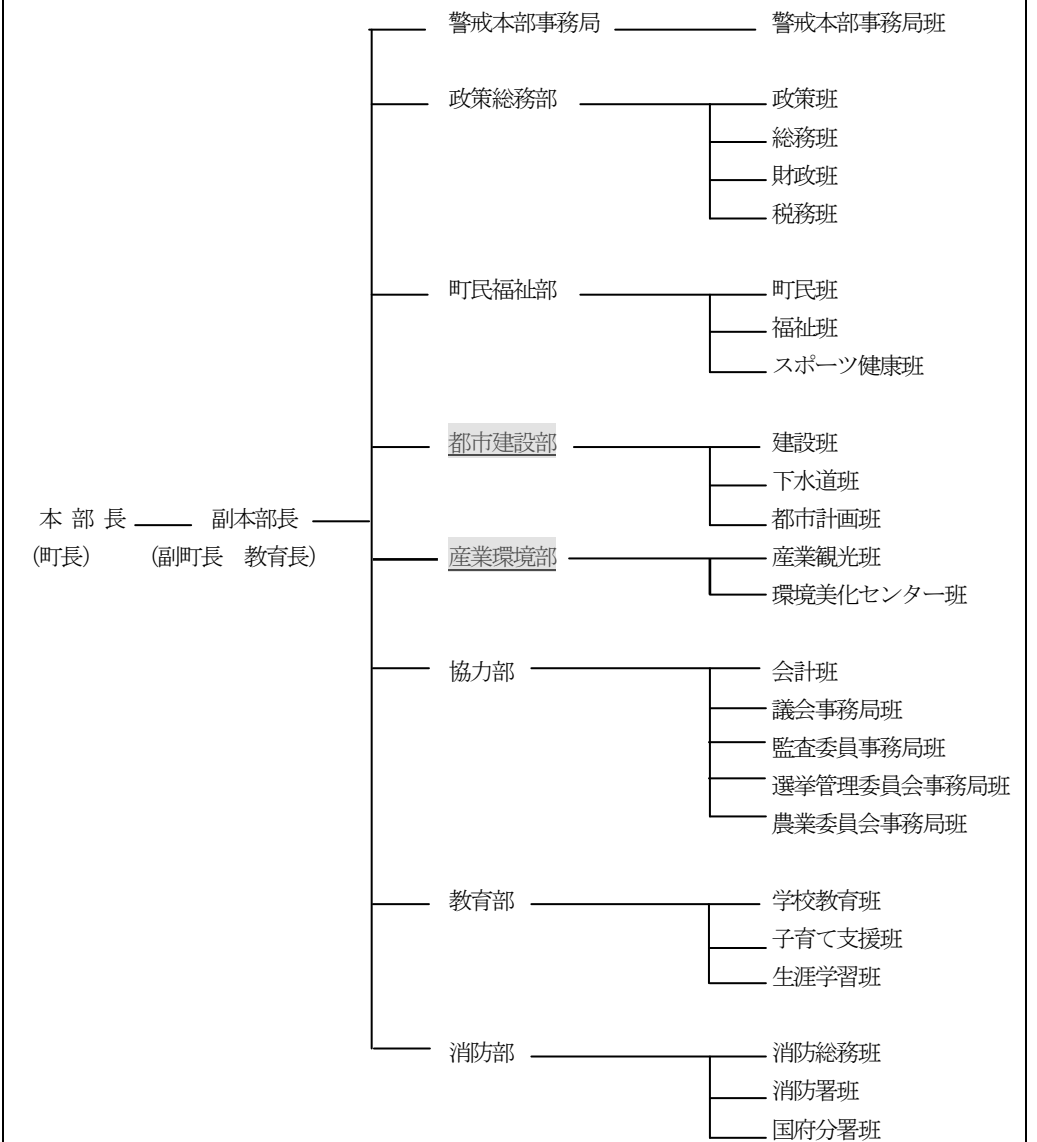 警戒本部事務局 警戒本部事務局班
政策総務部 政策班
総務班
財政班
税務班
町民福祉部 町民班
福祉班
スポーツ健康班
都市建設部 建設班
下水道班
本部長 副本部長 都市計画班
(町長) (副町長 教育長) 産業環境部 産業観光班
環境美化センター班
協力部 会計班
議会事務局班
監査委員事務局班
選挙管理委員会事務局班
農業委員会事務局班
教育部 学校教育班
子育て支援班
生涯学習班
消防部 消防総務班
消防署班
国府分署班